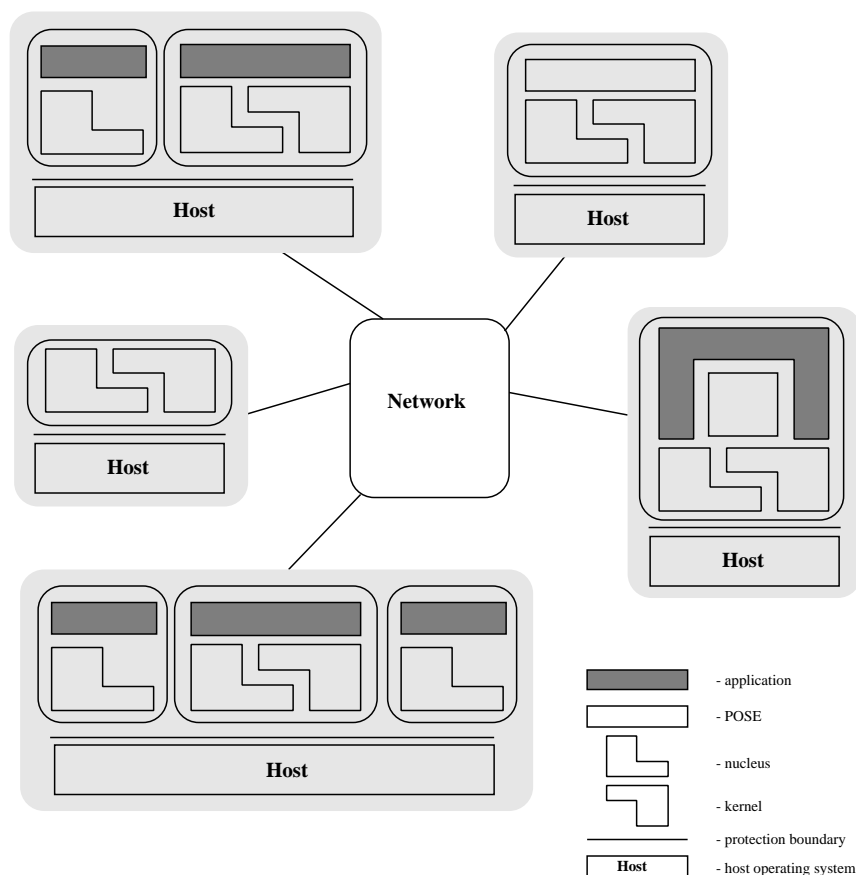 Host
Host
Network
Host
Host
Host
- application
- POSE
- nucleus
- kernel
- protection boundary
Host - host operating system